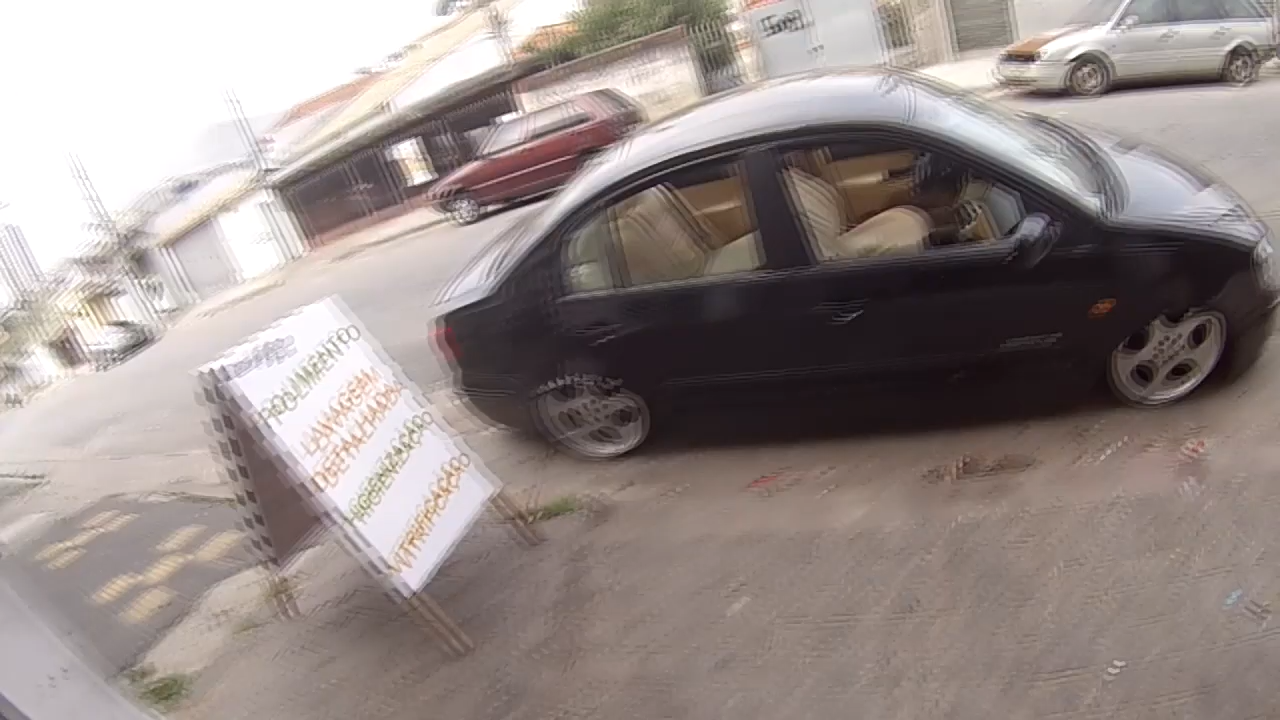 POLIMENTO
LAVAGEM
DETALHADA
HIGIENIZAÇÃO
VITRIFICAÇÃO